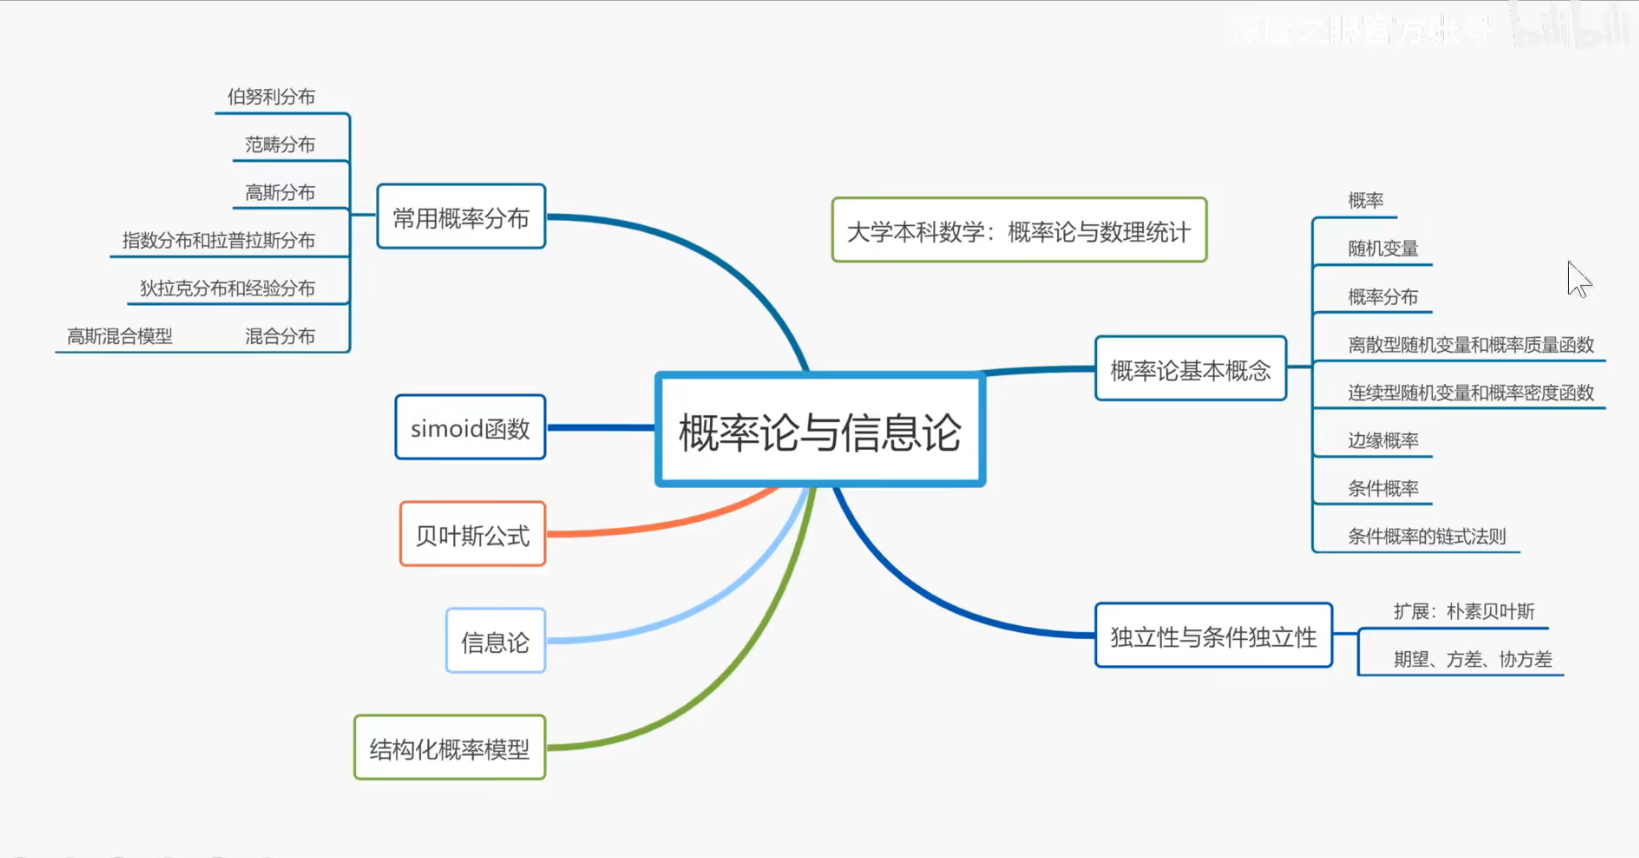 深度之眼官方账号 bilibili
伯努利分布
范畴分布
高斯分布
指数分布和拉普拉斯分布
狄拉克分布和经验分布
高斯混合模型 混合分布
常用概率分布
simoid函数
贝叶斯公式
信息论
结构化概率模型
概率论与信息论
大学本科数学：概率论与数理统计
概率论基本概念
概率
随机变量
概率分布
离散型随机变量和概率质量函数
连续型随机变量和概率密度函数
边缘概率
条件概率
条件概率的链式法则
独立性与条件独立性
扩展：朴素贝叶斯
期望、方差、协方差